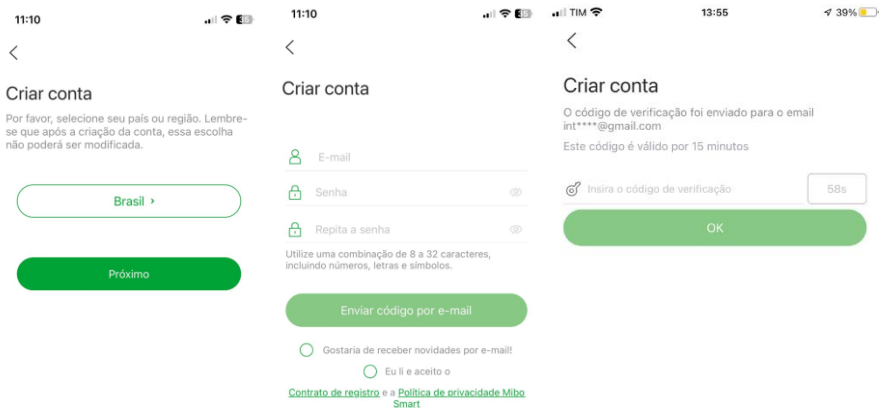 11:10
35
Criar conta
Por favor, selecione seu país ou região. Lembre-
se que após a criação da conta, essa escolha
não poderá ser modificada.
Brasil ›
Próximo
11:10
35
Criar conta
E-mail
Senha
Repita a senha
Utilize uma combinação de 8 a 32 caracteres,
incluindo números, letras e símbolos.
Enviar código por e-mail
Gostaria de receber novidades por e-mail!
Eu li e aceito o
Contrato de registro e a Política de privacidade Mibo
Smart
TIM 13:55 39%
Criar conta
O código de verificação foi enviado para o email
int****@gmail.com
Este código é válido por 15 minutos
Insira o código de verificação 58s
OK